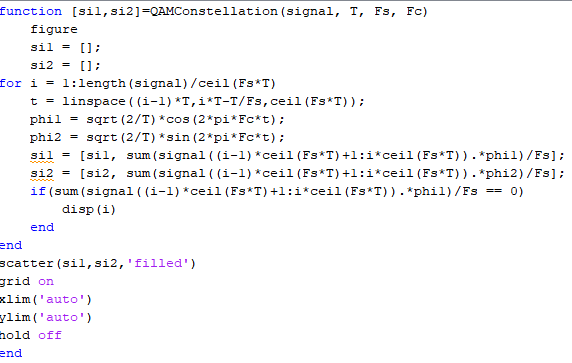 function [si1,si2]=QAMConstellation(signal, T, Fs, Fc)
    figure
    si1 = [];
    si2 = [];
for i = 1:length(signal)/ceil(Fs*T)
    t = linspace((i-1)*T,i*T-T/Fs,ceil(Fs*T));
    phi1 = sqrt(2/T)*cos(2*pi*Fc*t);
    phi2 = sqrt(2/T)*sin(2*pi*Fc*t);
    si1 = [si1, sum(signal((i-1)*ceil(Fs*T)+1:i*ceil(Fs*T)).*phi1)/Fs];
    si2 = [si2, sum(signal((i-1)*ceil(Fs*T)+1:i*ceil(Fs*T)).*phi2)/Fs];
    if(sum(signal((i-1)*ceil(Fs*T)+1:i*ceil(Fs*T)).*phi1)/Fs == 0)
        disp(i)
    end
end
scatter(si1,si2,'filled')
grid on
xlim('auto')
ylim('auto')
hold off
end